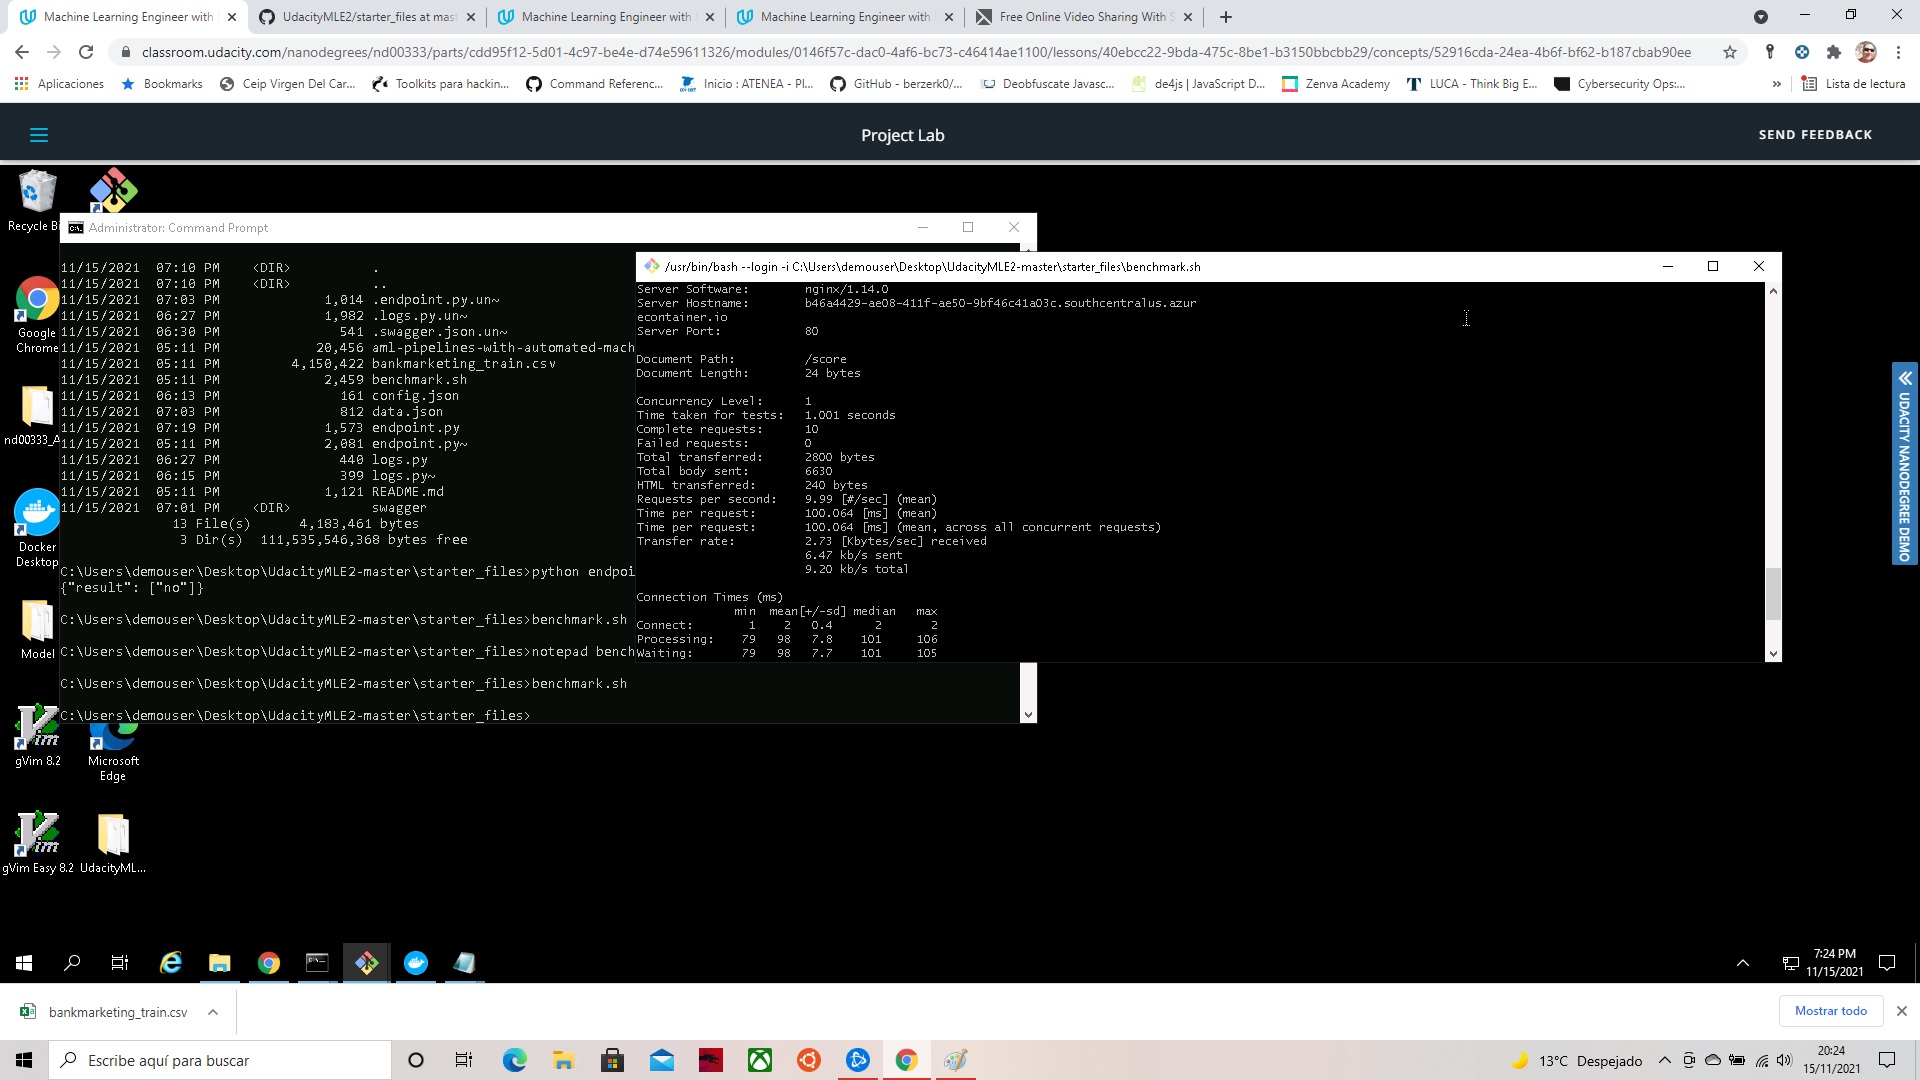 Machine Learning Engineer with
UdacityMLE2/starter_files at mas
Machine Learning Engineer with
Machine Learning Engineer with
Free Online Video Sharing With S
classroom.udacity.com/nanodegrees/nd00333/parts/cdd95f12-5d01-4c97-be4e-d74e59611326/modules/0146f57c-dac0-4af6-bc73-c46414ae1100/lessons/40ebcc22-9bda-475c-8be1-b3150bbcbb29/concepts/52916cda-24ea-4b6f-bf62-b187cbab90ee
Aplicaciones
Bookmarks
Ceip Virgen Del Car...
Toolkits para hackin...
Command Referenc...
Inicio : ATENEA - Pl...
GitHub - berzerk0/...
Deobfuscate Javasc...
de4js | JavaScript D...
Zenva Academy
LUCA - Think Big E...
Cybersecurity Ops:...
»
Lista de lectura
Project Lab
SEND FEEDBACK
Recycle Bi
Administrator: Command Prompt
11/15/2021 07:10 PM <DIR> .
11/15/2021 07:10 PM <DIR> ..
11/15/2021 07:03 PM 1,014 .endpoint.py.un~
11/15/2021 06:27 PM 1,982 .logs.py.un~
11/15/2021 06:30 PM 541 .swagger.json.un~
11/15/2021 05:11 PM 20,456 aml-pipelines-with-automated-mach
11/15/2021 05:11 PM 4,150,422 bankmarketing_train.csv
11/15/2021 05:11 PM 2,459 benchmark.sh
11/15/2021 06:13 PM 161 config.json
11/15/2021 07:03 PM 812 data.json
11/15/2021 07:19 PM 1,573 endpoint.py
11/15/2021 05:11 PM 2,081 endpoint.py~
11/15/2021 06:27 PM 440 logs.py
11/15/2021 06:15 PM 399 logs.py~
11/15/2021 05:11 PM 1,121 README.md
11/15/2021 07:01 PM <DIR> swagger
13 File(s) 4,183,461 bytes
3 Dir(s) 111,535,546,368 bytes free
C:\Users\demouser\Desktop\UdacityMLE2-master\starter_files>python endpoi
{"result": ["no"]}
C:\Users\demouser\Desktop\UdacityMLE2-master\starter_files>benchmark.sh
C:\Users\demouser\Desktop\UdacityMLE2-master\starter_files>notepad bench
C:\Users\demouser\Desktop\UdacityMLE2-master\starter_files>benchmark.sh
C:\Users\demouser\Desktop\UdacityMLE2-master\starter_files>
/usr/bin/bash --login -i C:\Users\demouser\Desktop\UdacityMLE2-master\starter_files\benchmark.sh
Server Software: nginx/1.14.0
Server Hostname: b46a4429-ae08-411f-ae50-9bf46c41a03c.southcentralus.azur
econtainer.io
Server Port: 80
Document Path: /score
Document Length: 24 bytes
Concurrency Level: 1
Time taken for tests: 1.001 seconds
Complete requests: 10
Failed requests: 0
Total transferred: 2800 bytes
Total body sent: 6630
HTML transferred: 240 bytes
Requests per second: 9.99 [#/sec] (mean)
Time per request: 100.064 [ms] (mean)
Time per request: 100.064 [ms] (mean, across all concurrent requests)
Transfer rate: 2.73 [Kbytes/sec] received
6.47 kb/s sent
9.20 kb/s total
Connection Times (ms)
min mean[+/-sd] median max
Connect: 1 2 0.4 2 2
Processing: 79 98 7.8 101 106
Waiting: 79 98 7.7 101 105
Google
Chrome
nd00333_A
Docker
Desktop
Model
gVim 8.2
Microsoft
Edge
gVim Easy 8.2
UdacityML...
UDACITY NANODEGREE DEMO
7:24 PM
11/15/2021
bankmarketing_train.csv
Mostrar todo
Escribe aquí para buscar
13°C Despejado
20:24
15/11/2021